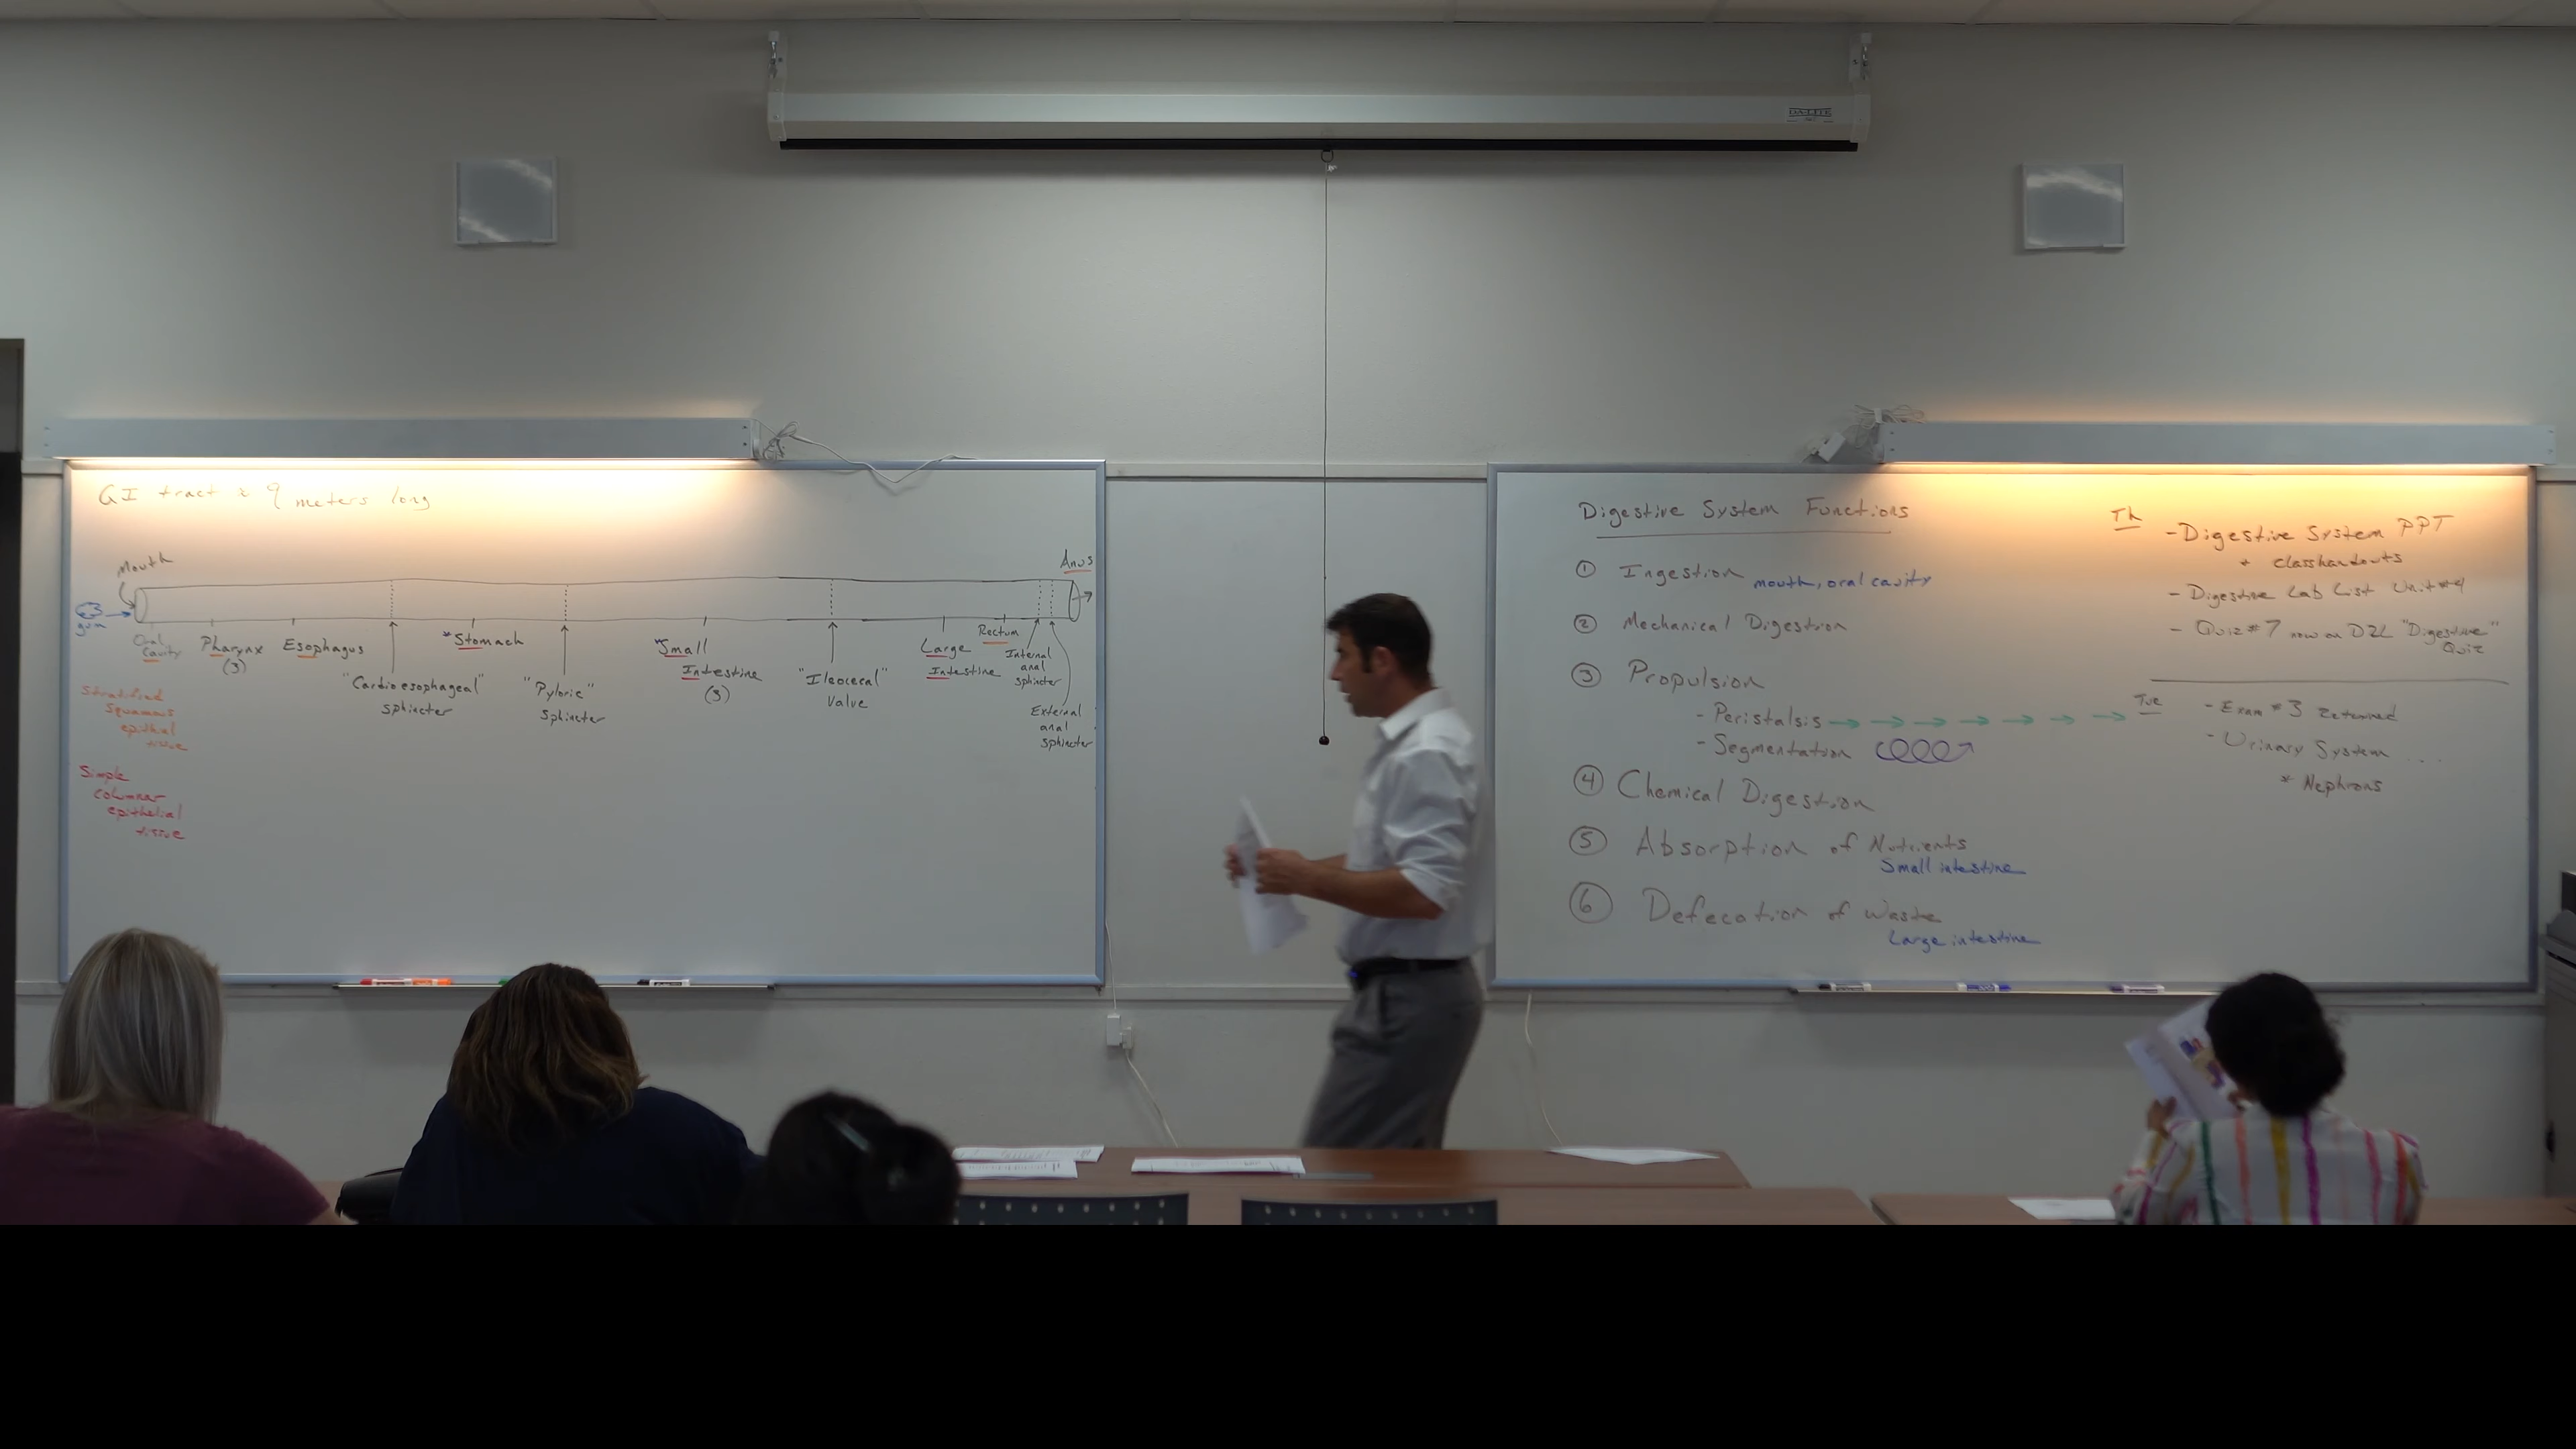 DA-LITE
GI tract ≈ 9 meters long
Mouth
Anus
gum
Oral
cavity
Pharynx
(3)
Esophagus
"Cardioesophageal"
sphincter
*Stomach
"Pyloric"
sphincter
*Small
Intestine
(3)
"Ileocecal"
Valve
Large
Intestine
Rectum
Internal
anal
sphincter
External
anal
sphincter
Stratified
Squamous
epithial
tissue
Simple
columnar
epithelial
tissue
Digestive System Functions
① Ingestion mouth, oral cavity
② Mechanical Digestion
③ Propulsion
- Peristalsis → → → → → → →
- Segmentation
④ Chemical Digestion
⑤ Absorption of Nutrients
Small intestine
⑥ Defecation of Waste
Large intestine
Th
- Digestive System PPT
+ class handouts
- Digestive Lab List Unit #4
- Quiz #7 now on D2L "Digestive"
Quiz
Tue
- Exam #3 Returned
- Urinary System ...
* Nephrons